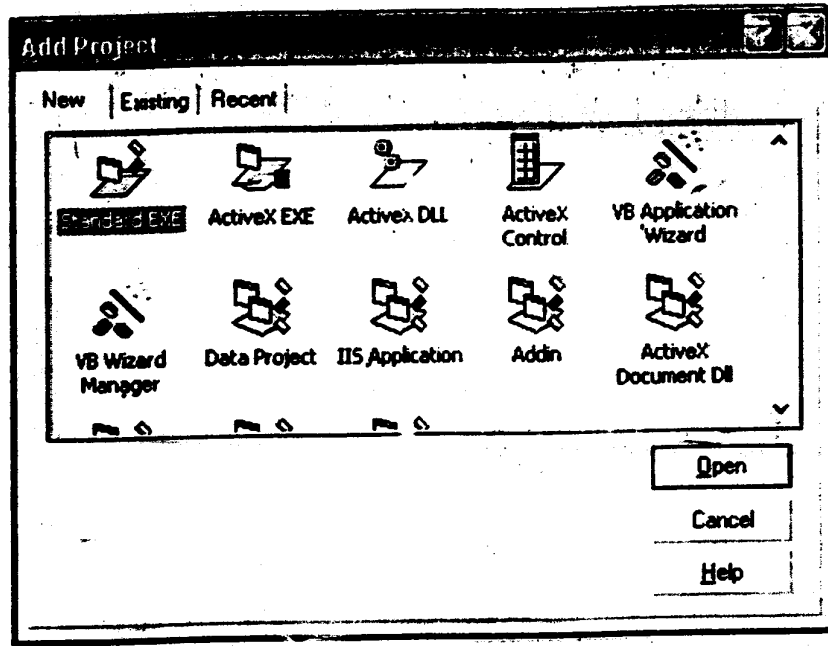 Add Project
New Existing Recent
Standard EXE ActiveX EXE ActiveX DLL ActiveX Control VB Application Wizard
VB Wizard Manager Data Project IIS Application Addin ActiveX Document Dll
Open
Cancel
Help